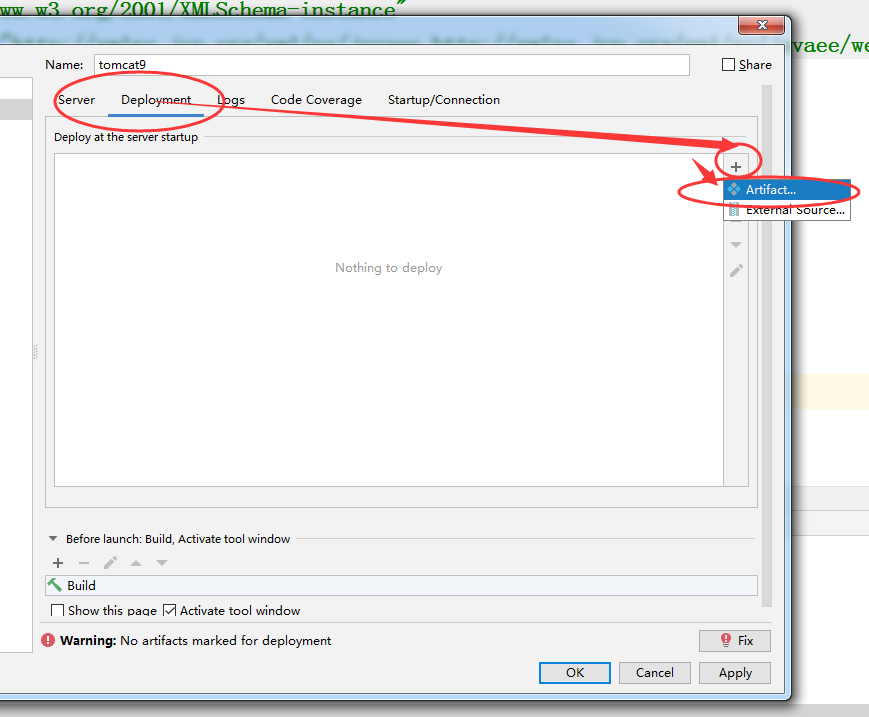 ww.w3.org/2001/XMLSchema-instance"
vaee/we
Name: tomcat9 Share
Server Deployment Logs Code Coverage Startup/Connection
Deploy at the server startup
+
Artifact...
External Source...
Nothing to deploy
Before launch: Build, Activate tool window
Build
Show this page Activate tool window
Warning: No artifacts marked for deployment Fix
OK Cancel Apply